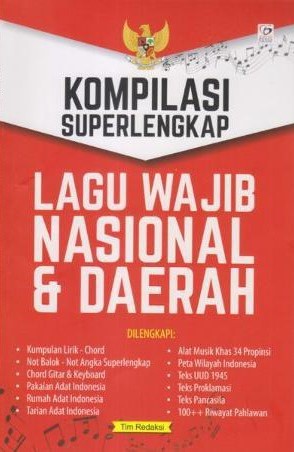 KOMPILASI
SUPERLENGKAP
LAGU WAJIB
NASIONAL
& DAERAH
DILENGKAPI:
• Kumpulan Lirik - Chord
• Not Balok - Not Angka Superlengkap
• Chord Gitar & Keyboard
• Pakaian Adat Indonesia
• Rumah Adat Indonesia
• Tarian Adat Indonesia
• Alat Musik Khas 34 Propinsi
• Peta Wilayah Indonesia
• Teks UUD 1945
• Teks Proklamasi
• Teks Pancasila
• 100++ Riwayat Pahlawan
Tim Redaksi